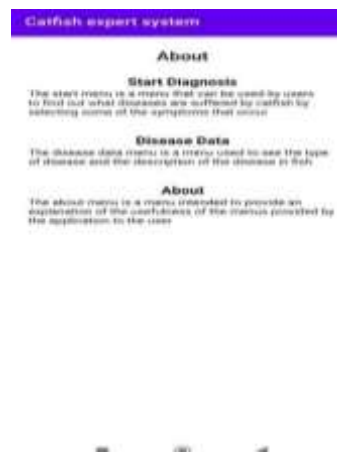 Catfish expert system
About
Start Diagnosis
The start menu is a menu that can be used by users
to find out what diseases are suffered by catfish by
selecting some of the symptoms that occur
Disease Data
The disease data menu is a menu used to see the type
of disease and the description of the disease in fish
About
The about menu is a menu intended to provide an
explanation of the usefulness of the menus provided by
the application to the user